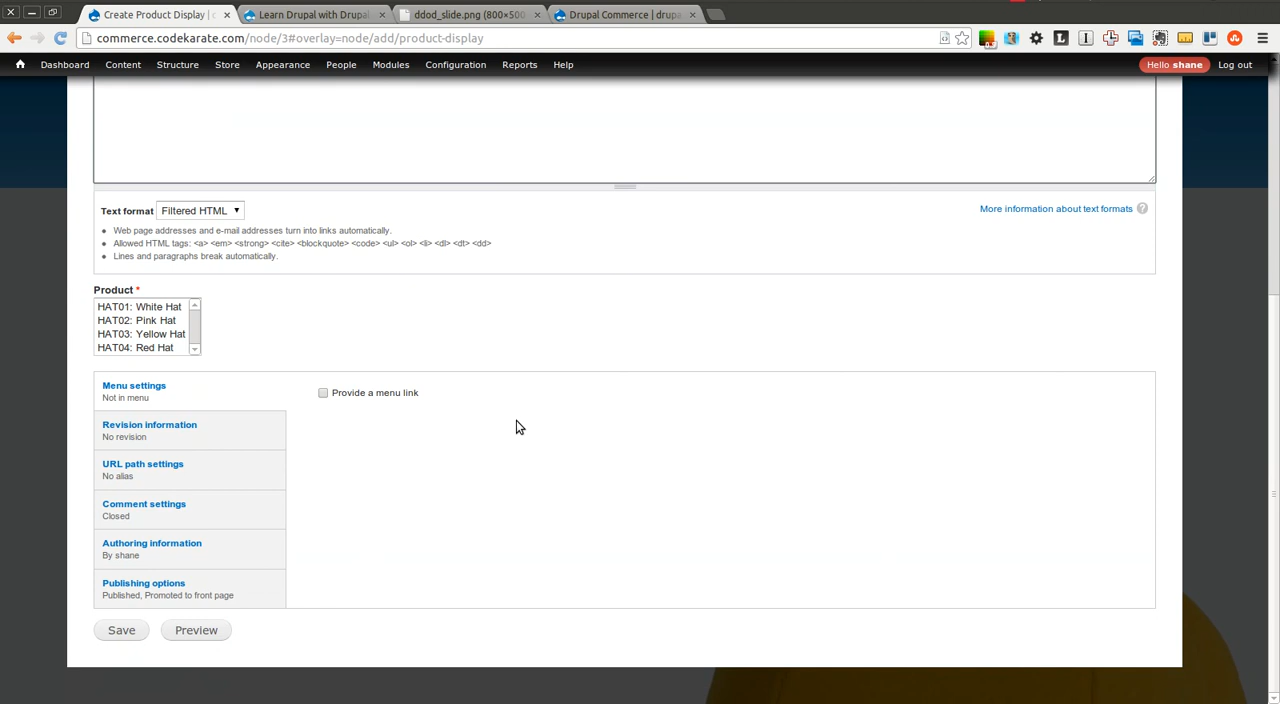 Create Product Display | c
Learn Drupal with Drupal
ddod_slide.png (800×500
Drupal Commerce | drupa
commerce.codekarate.com/node/3#overlay=node/add/product-display
Dashboard Content Structure Store Appearance People Modules Configuration Reports Help Hello shane Log out
Text format Filtered HTML More information about text formats ?
Web page addresses and e-mail addresses turn into links automatically.
Allowed HTML tags: <a> <em> <strong> <cite> <blockquote> <code> <ul> <ol> <li> <dl> <dt> <dd>
Lines and paragraphs break automatically.
Product *
HAT01: White Hat
HAT02: Pink Hat
HAT03: Yellow Hat
HAT04: Red Hat
Menu settings
Not in menu
Provide a menu link
Revision information
No revision
URL path settings
No alias
Comment settings
Closed
Authoring information
By shane
Publishing options
Published, Promoted to front page
Save Preview